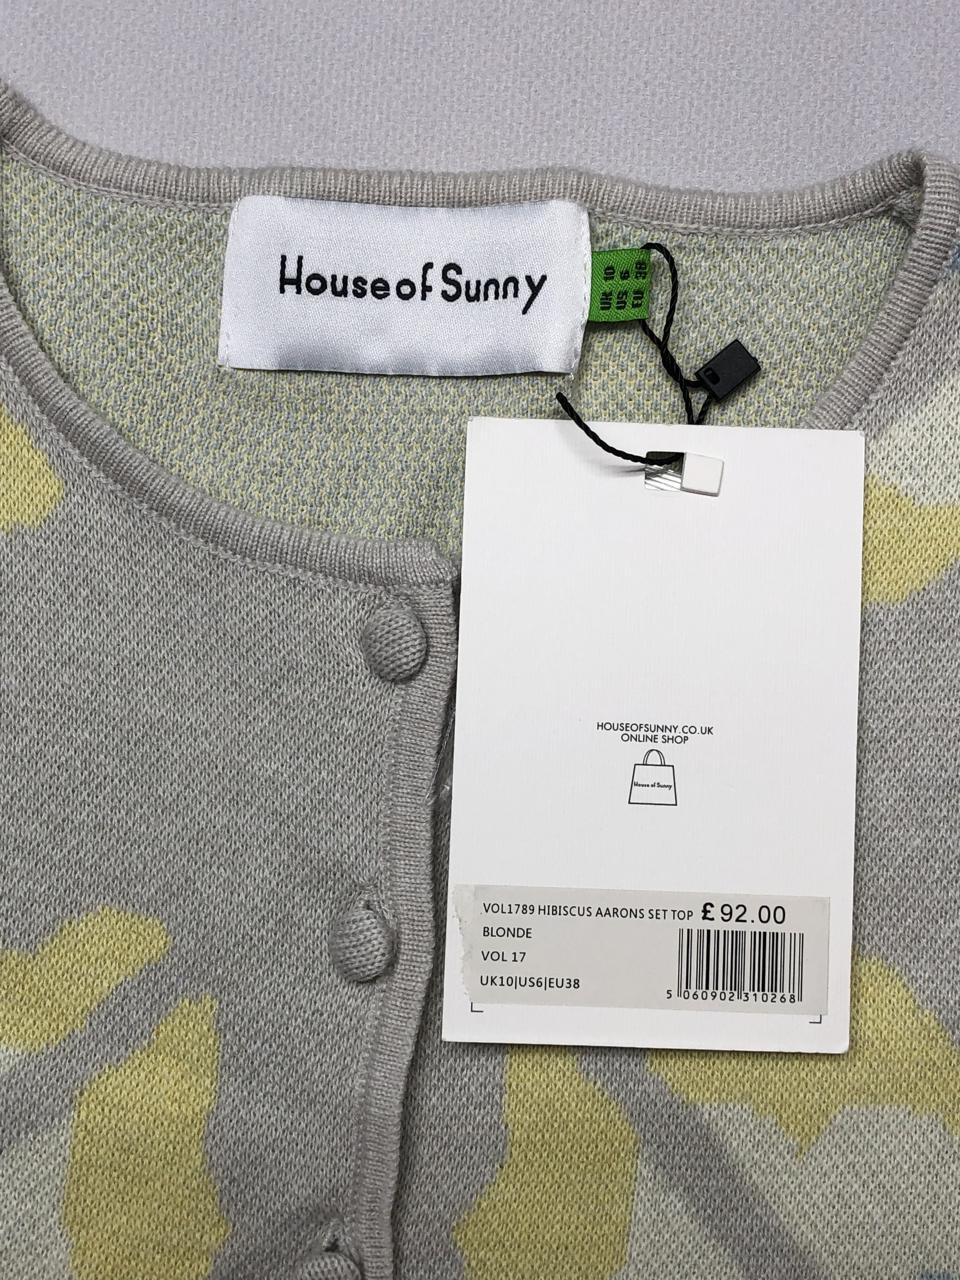 House of Sunny
UK 10
US 6
EU 38
HOUSEOFSUNNY.CO.UK
ONLINE SHOP
House of Sunny
VOL1789 HIBISCUS AARONS SET TOP £92.00
BLONDE
VOL 17
UK10|US6|EU38
5 060902 310268